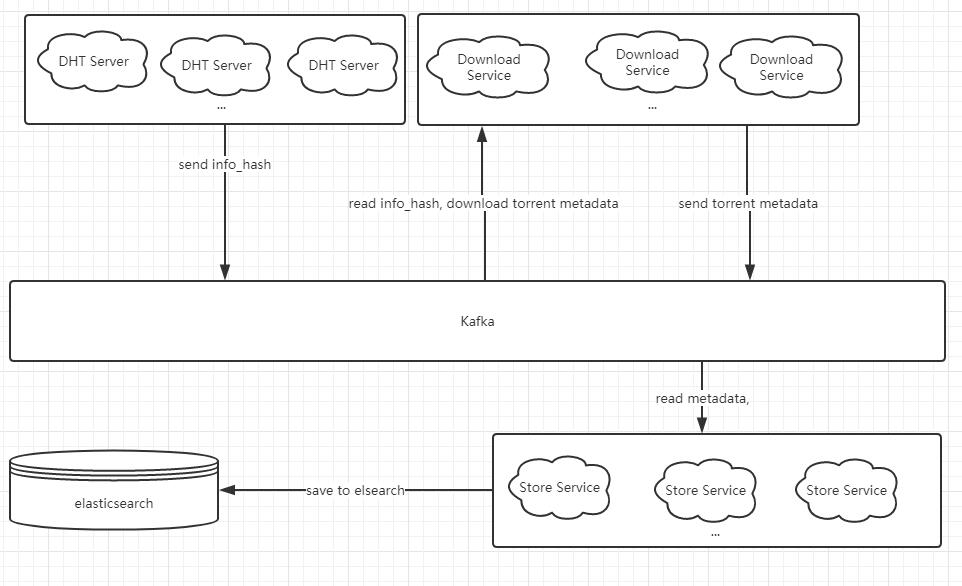 DHT Server
DHT Server
DHT Server
...
Download
Service
Download
Service
Download
Service
...
send info_hash
read info_hash, download torrent metadata
send torrent metadata
Kafka
read metadata,
elasticsearch
save to elsearch
Store Service
Store Service
Store Service
...